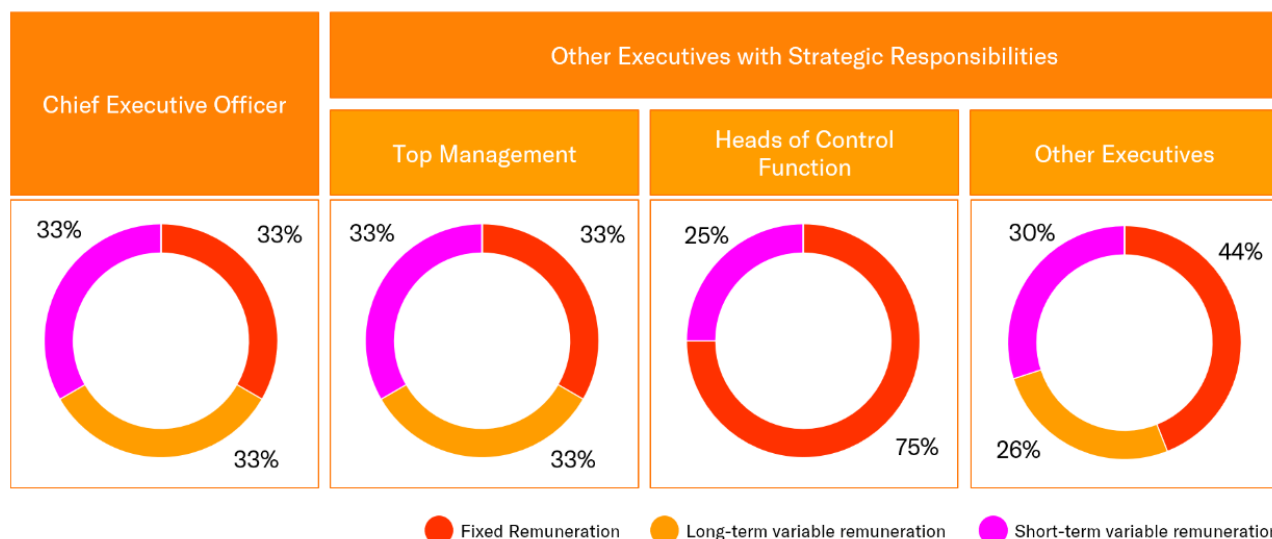 Other Executives with Strategic Responsibilities
Chief Executive Officer
Top Management
Heads of Control
Function
Other Executives
33%
33%
33%
33%
33%
33%
25%
75%
30%
44%
26%
Fixed Remuneration
Long-term variable remuneration
Short-term variable remuneration